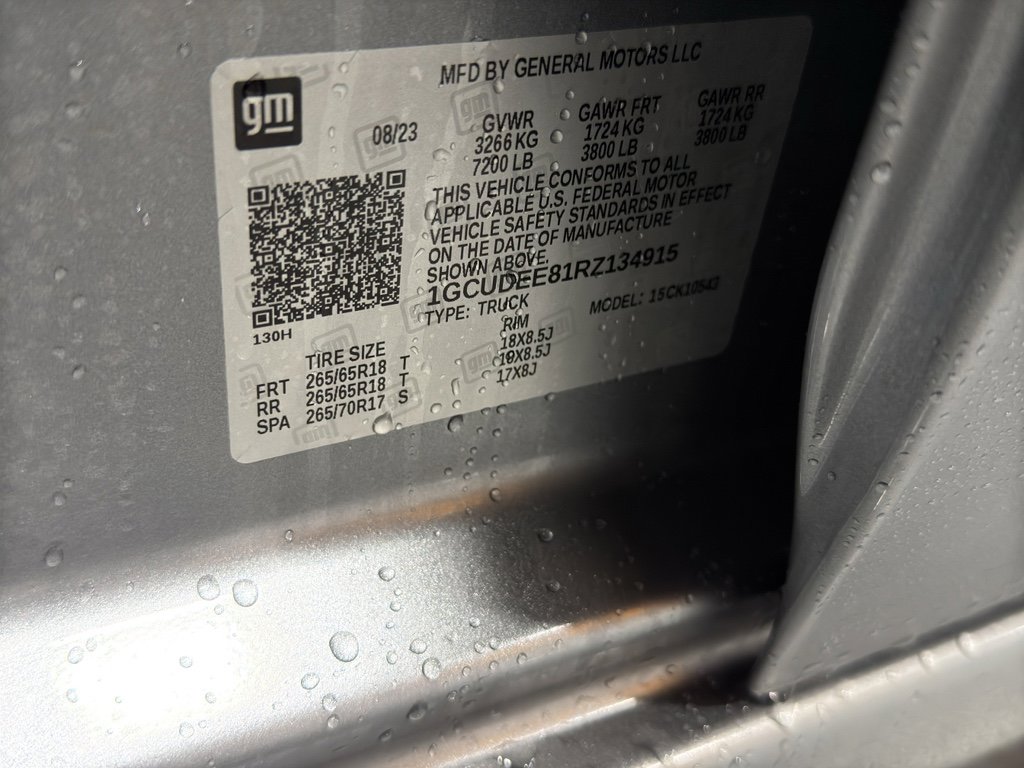 gm
MFD BY GENERAL MOTORS LLC
08/23
GVWR GAWR FRT GAWR RR
3266 KG 1724 KG 1724 KG
7200 LB 3800 LB 3800 LB
THIS VEHICLE CONFORMS TO ALL
APPLICABLE U.S. FEDERAL MOTOR
VEHICLE SAFETY STANDARDS IN EFFECT
ON THE DATE OF MANUFACTURE
SHOWN ABOVE.
1GCUDEE81RZ134915
TYPE: TRUCK MODEL: 15CK10543
130H
TIRE SIZE RIM
FRT 265/65R18 T 18X8.5J
RR 265/65R18 T 18X8.5J
SPA 265/70R17 S 17X8J